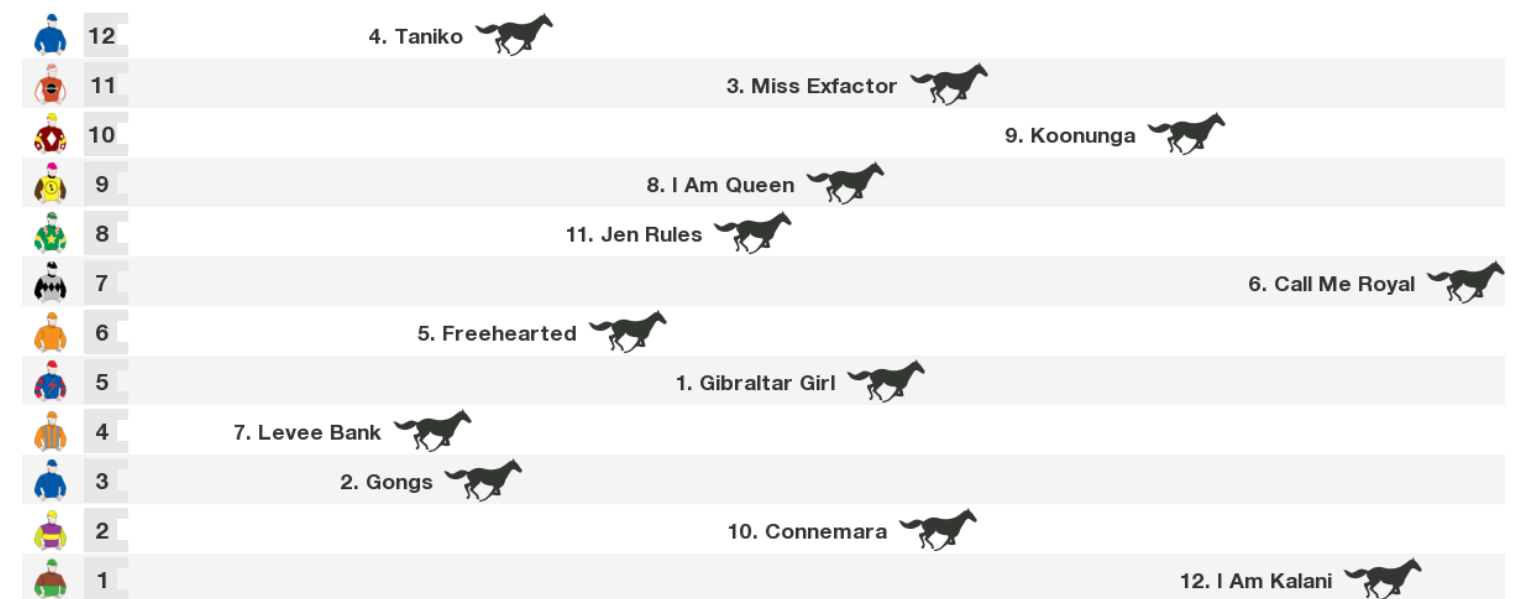 12 4. Taniko
11 3. Miss Exfactor
10 9. Koonunga
9 8. I Am Queen
8 11. Jen Rules
7 6. Call Me Royal
6 5. Freehearted
5 1. Gibraltar Girl
4 7. Levee Bank
3 2. Gongs
2 10. Connemara
1 12. I Am Kalani